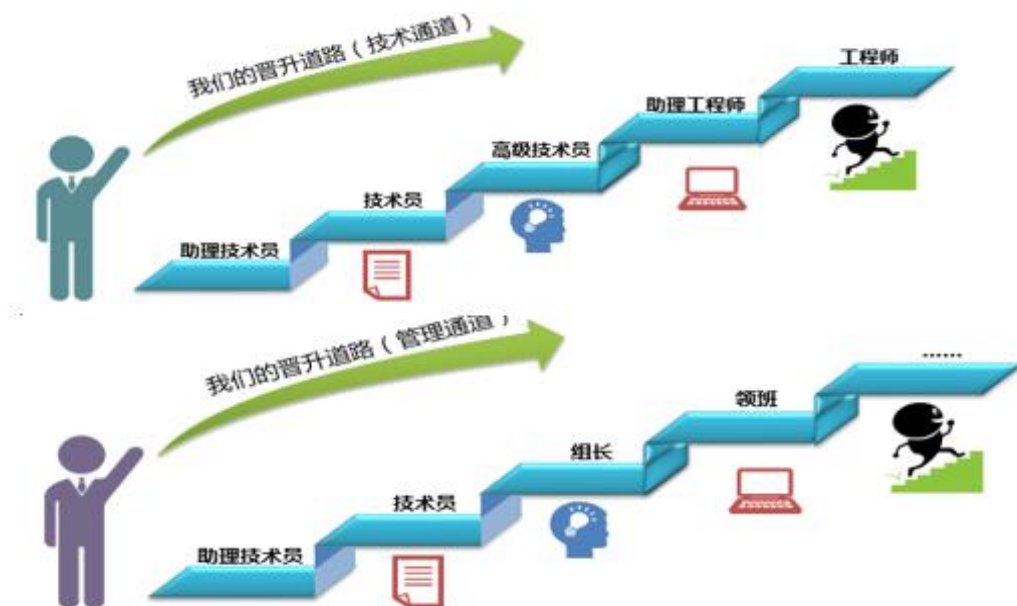 我们的晋升道路（技术通道）
工程师
助理工程师
高级技术员
技术员
助理技术员
我们的晋升道路（管理通道）
......
领班
组长
技术员
助理技术员